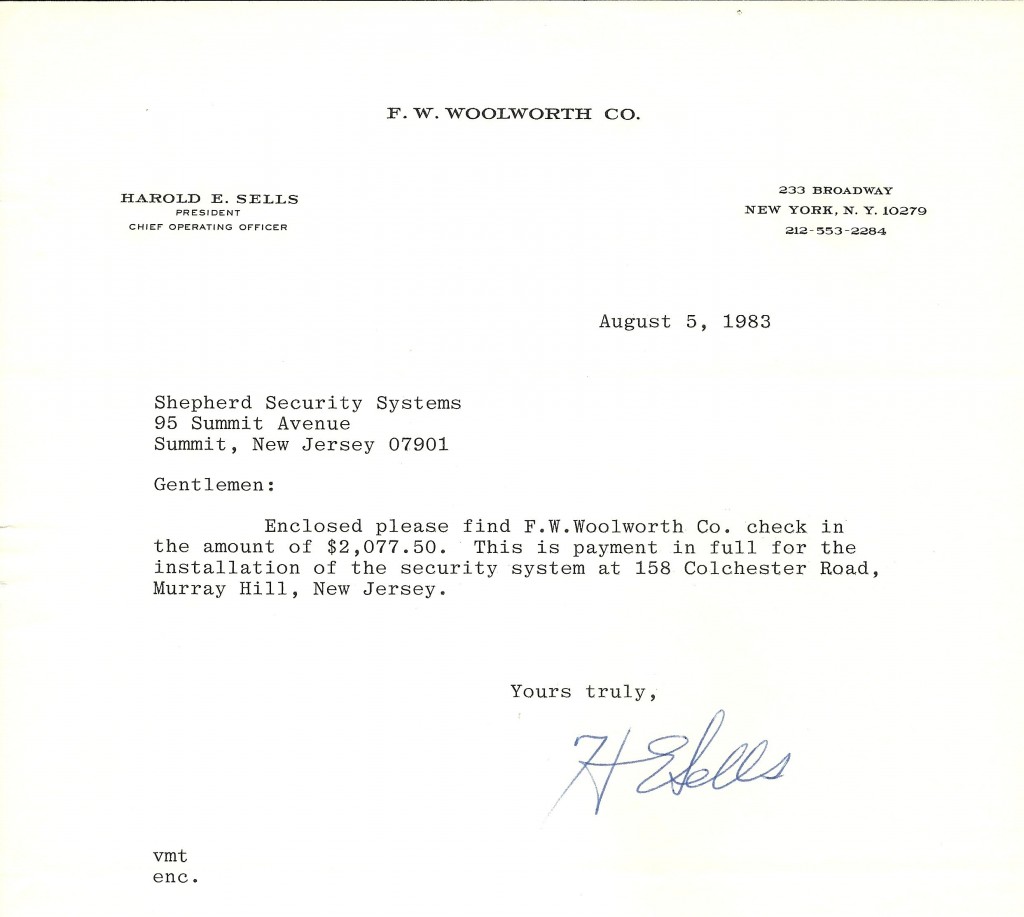 F. W. WOOLWORTH CO.
HAROLD E. SELLS
PRESIDENT
CHIEF OPERATING OFFICER
233 BROADWAY
NEW YORK, N. Y. 10279
212-553-2284
August 5, 1983
Shepherd Security Systems
95 Summit Avenue
Summit, New Jersey 07901
Gentlemen:
Enclosed please find F.W.Woolworth Co. check in
the amount of $2,077.50. This is payment in full for the
installation of the security system at 158 Colchester Road,
Murray Hill, New Jersey.
Yours truly,
H E Sells
vmt
enc.